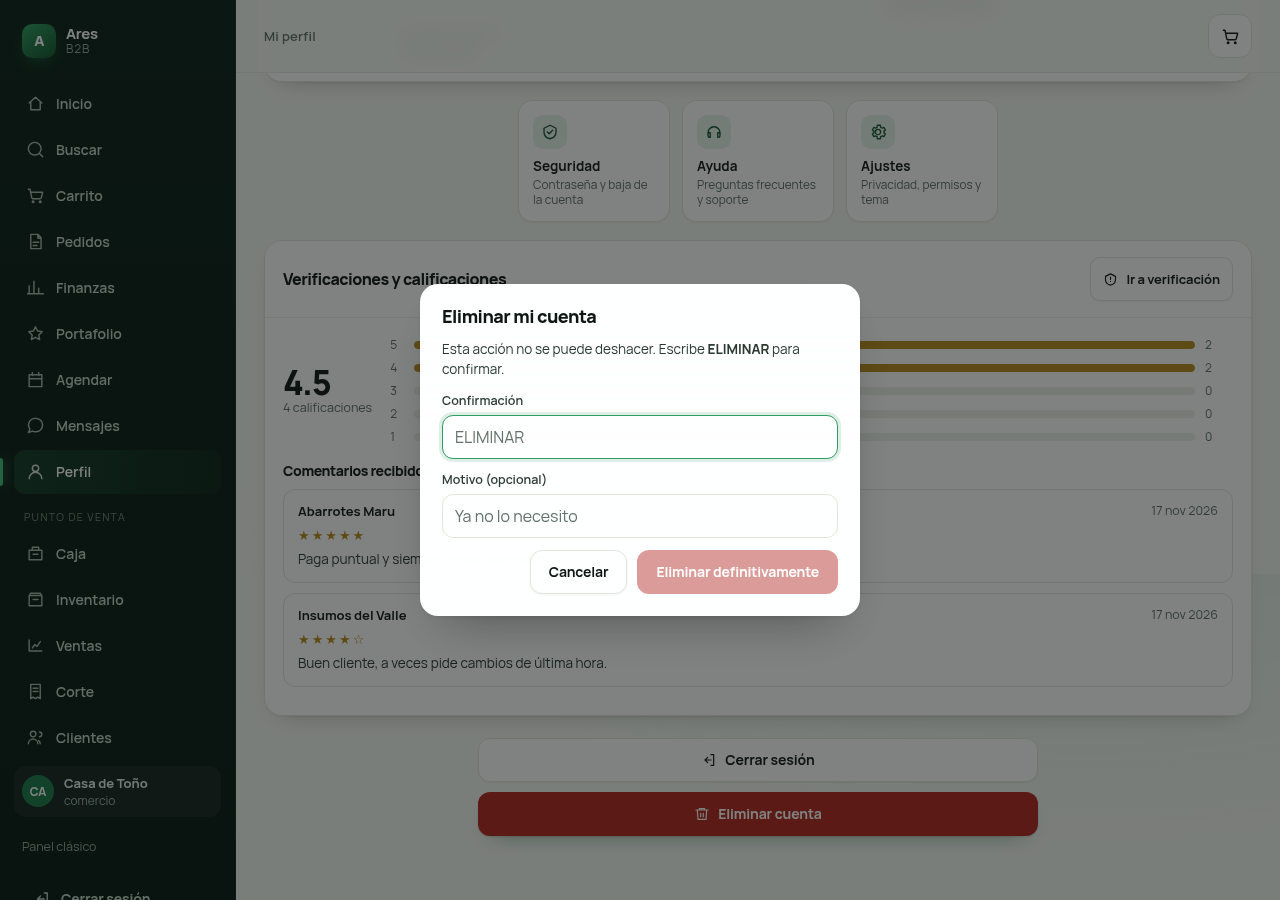 A
Ares
B2B
Inicio
Buscar
Carrito
Pedidos
Finanzas
Portafolio
Agendar
Mensajes
Perfil
PUNTO DE VENTA
Caja
Inventario
Ventas
Corte
Clientes
CA
Casa de Toño
comercio
Panel clásico
Cerrar sesión
Mi perfil
Seguridad
Contraseña y baja de
la cuenta
Ayuda
Preguntas frecuentes
y soporte
Ajustes
Privacidad, permisos y
tema
Verificaciones y calificaciones
Ir a verificación
4.5
4 calificaciones
5 2
4 2
3 0
2 0
1 0
Eliminar mi cuenta
Esta acción no se puede deshacer. Escribe ELIMINAR para
confirmar.
Confirmación
ELIMINAR
Motivo (opcional)
Ya no lo necesito
Cancelar
Eliminar definitivamente
Comentarios recibido
Abarrotes Maru
17 nov 2026
★★★★★
Paga puntual y siem
Insumos del Valle
17 nov 2026
★★★★☆
Buen cliente, a veces pide cambios de última hora.
Cerrar sesión
Eliminar cuenta